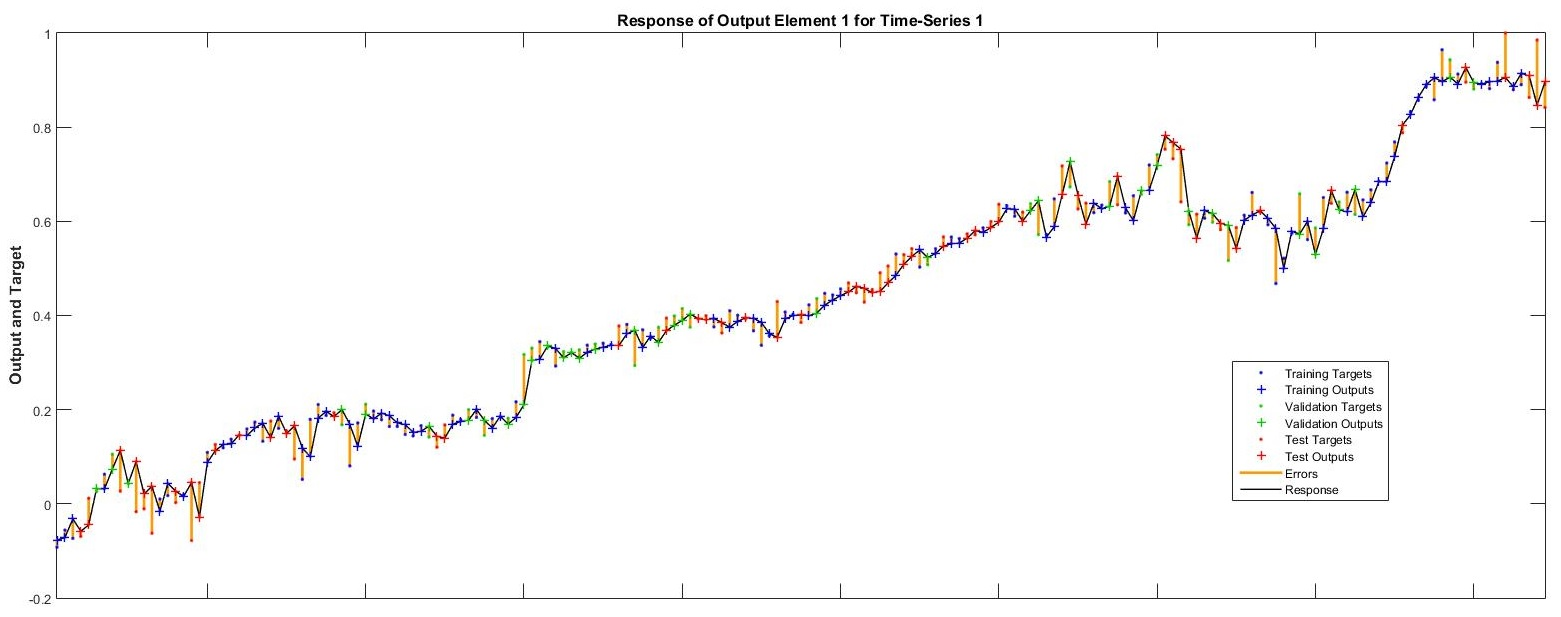 Response of Output Element 1 for Time-Series 1
Output and Target
1
0.8
0.6
0.4
0.2
0
-0.2
Training Targets
Training Outputs
Validation Targets
Validation Outputs
Test Targets
Test Outputs
Errors
Response